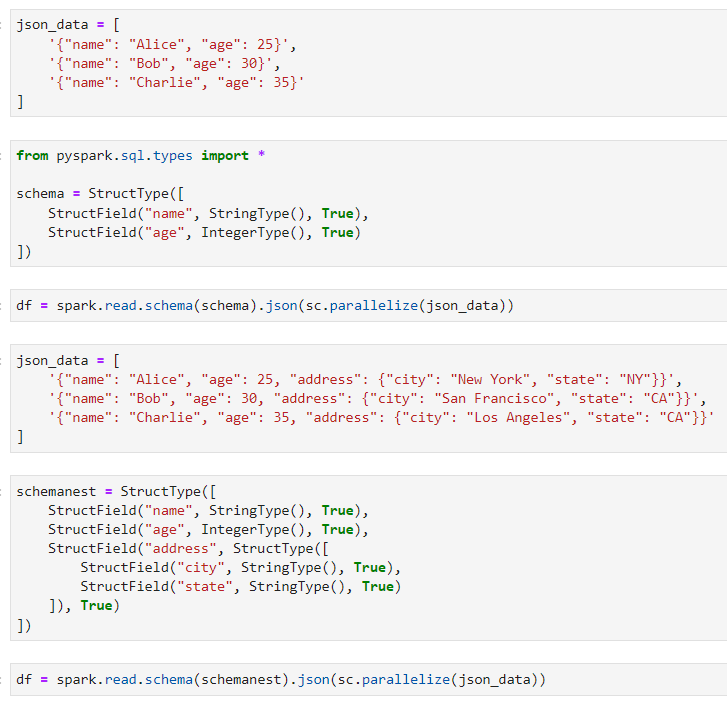 json_data = [
    '{"name": "Alice", "age": 25}',
    '{"name": "Bob", "age": 30}',
    '{"name": "Charlie", "age": 35}'
]
from pyspark.sql.types import *
schema = StructType([
    StructField("name", StringType(), True),
    StructField("age", IntegerType(), True)
])
df = spark.read.schema(schema).json(sc.parallelize(json_data))
json_data = [
    '{"name": "Alice", "age": 25, "address": {"city": "New York", "state": "NY"}}',
    '{"name": "Bob", "age": 30, "address": {"city": "San Francisco", "state": "CA"}}',
    '{"name": "Charlie", "age": 35, "address": {"city": "Los Angeles", "state": "CA"}}'
]
schemanest = StructType([
    StructField("name", StringType(), True),
    StructField("age", IntegerType(), True),
    StructField("address", StructType([
        StructField("city", StringType(), True),
        StructField("state", StringType(), True)
    ]), True)
])
df = spark.read.schema(schemanest).json(sc.parallelize(json_data))